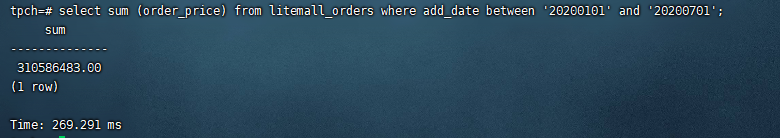 tpch=# select sum (order_price) from litemall_orders where add_date between '20200101' and '20200701';
sum
--------------
310586483.00
(1 row)
Time: 269.291 ms